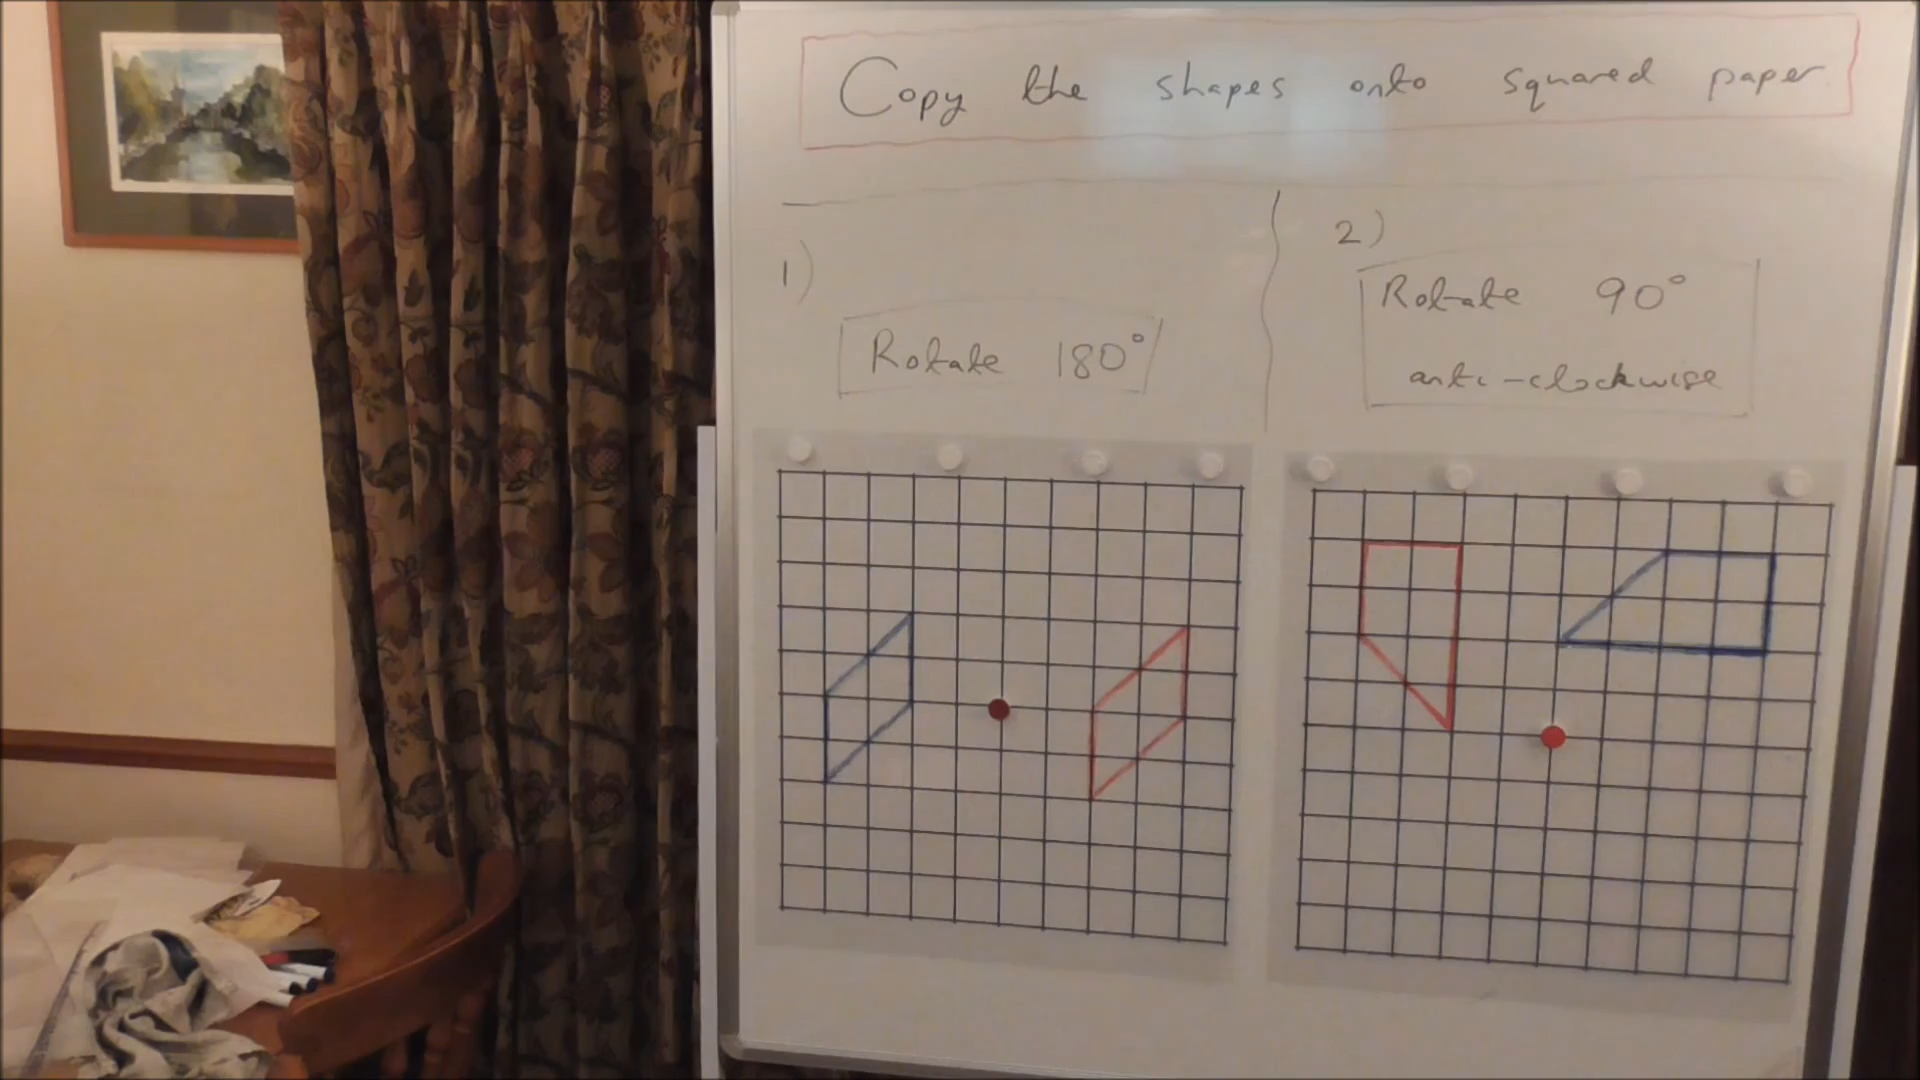 Copy the shapes onto squared paper
1)
Rotate 180°
2)
Rotate 90°
anti-clockwise